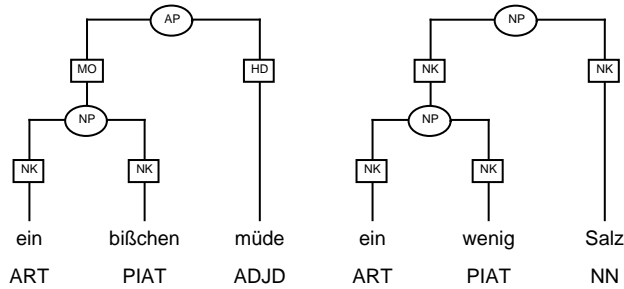 AP NP
MO HD NK NK
NP NP
NK NK NK NK
ein bißchen müde ein wenig Salz
ART PIAT ADJD ART PIAT NN